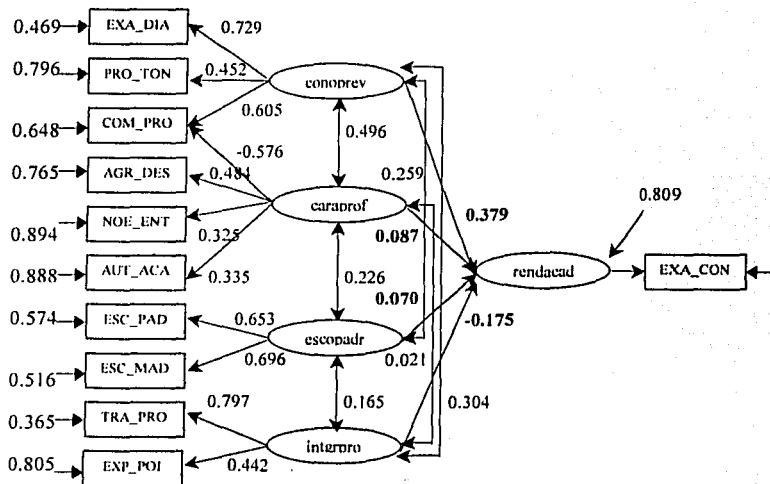 0.469 EXA_DIA 0.729
0.796 PRO_TON 0.452 conoprev
0.648 COM_PRO 0.605 0.496
-0.576
0.765 AGR_DES 0.484 0.259
0.894 NOE_ENT 0.325 caraprof 0.379 0.809
0.087
0.888 AUT_ACA 0.335 0.226 rendacad EXA_CON
0.070
0.574 ESC_PAD 0.653 -0.175
escopadr
0.516 ESC_MAD 0.696 0.021
0.165 0.304
0.365 TRA_PRO 0.797
0.805 EXP_POI 0.442 intgrpro